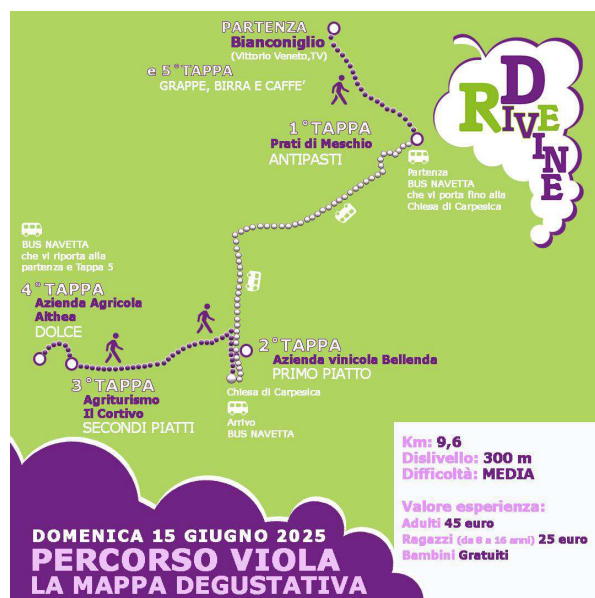 PARTENZA
Bianconiglio
(Vittorio Veneto,TV)
e 5°TAPPA
GRAPPE, BIRRA E CAFFE'
1°TAPPA
Prati di Meschio
ANTIPASTI
DRIVEVINE
RIVE
DIVINE
Partenza
BUS NAVETTA
che vi porta fino alla
Chiesa di Carpesica
BUS NAVETTA
che vi riporta alla
partenza e Tappa 5
4°TAPPA
Azienda Agricola
Althea
DOLCE
2°TAPPA
Azienda vinicola Bellenda
PRIMO PIATTO
3°TAPPA
Agriturismo
Il Cortivo
SECONDI PIATTI
Chiesa di Carpesica
Arrivo
BUS NAVETTA
Km: 9,6
Dislivello: 300 m
Difficoltà: MEDIA
Valore esperienza:
Adulti 45 euro
Ragazzi (da 8 a 16 anni) 25 euro
Bambini Gratuiti
DOMENICA 15 GIUGNO 2025
PERCORSO VIOLA
LA MAPPA DEGUSTATIVA